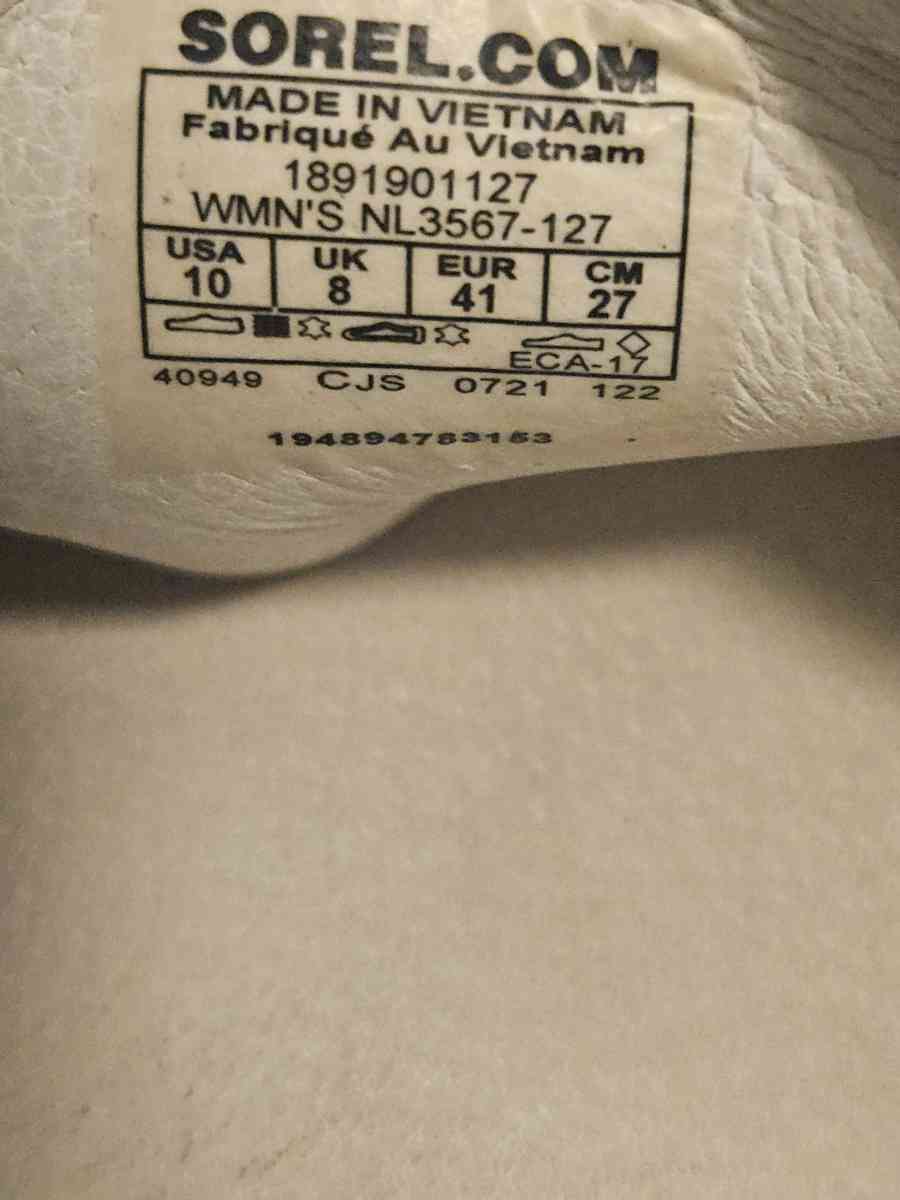 SOREL.COM
MADE IN VIETNAM
Fabriqué Au Vietnam
1891901127
WMN'S NL3567-127
USA UK EUR CM
10 8 41 27
ECA-17
40949 CJS 0721 122
194894783153